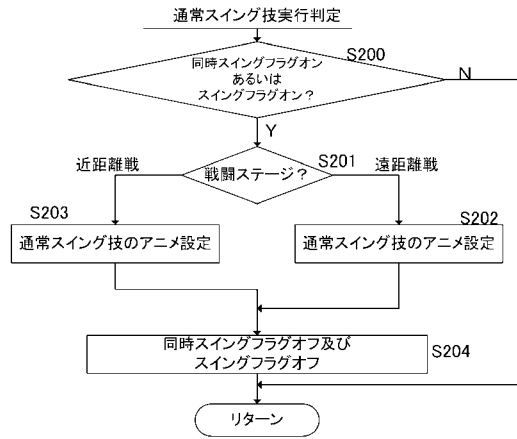 通常スイング技実行判定
S200
同時スイングフラグオン
あるいは
スイングフラグオン？
N
Y
S201
戦闘ステージ？
近距離戦
遠距離戦
S203
S202
通常スイング技のアニメ設定
通常スイング技のアニメ設定
同時スイングフラグオフ及び
スイングフラグオフ
S204
リターン